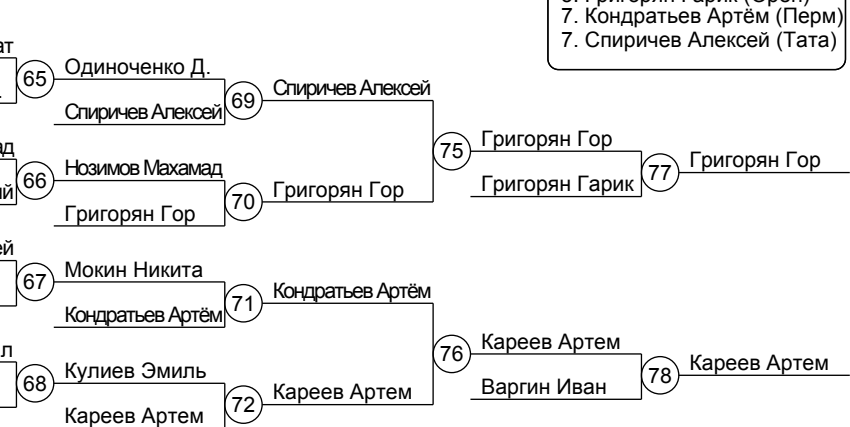 7. Кондратьев Артём (Перм)
7. Спиричев Алексей (Тата)
65
Одиноченко Д.
Спиричев Алексей
69
Спиричев Алексей
66
Нозимов Махамад
Григорян Гор
70
Григорян Гор
75
Григорян Гор
Григорян Гарик
77
Григорян Гор
67
Мокин Никита
Кондратьев Артём
71
Кондратьев Артём
68
Кулиев Эмиль
Кареев Артем
72
Кареев Артем
76
Кареев Артем
Варгин Иван
78
Кареев Артем